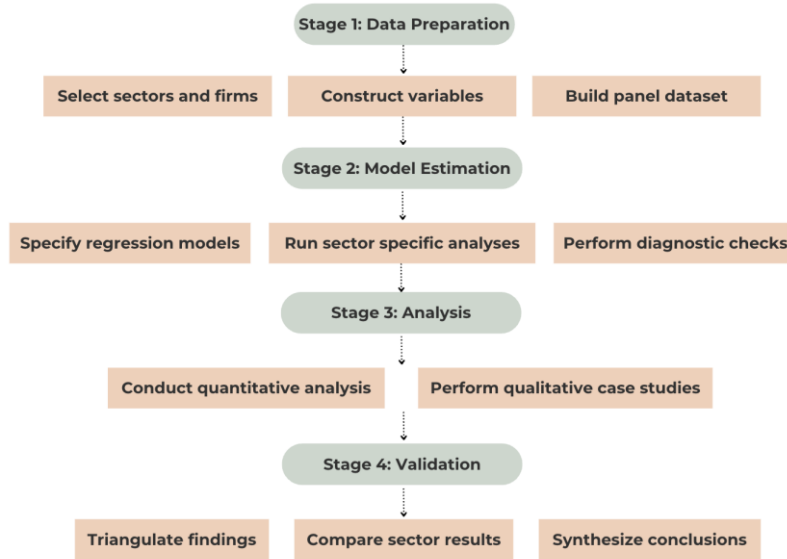 Stage 1: Data Preparation
Select sectors and firms
Construct variables
Build panel dataset
Stage 2: Model Estimation
Specify regression models
Run sector specific analyses
Perform diagnostic checks
Stage 3: Analysis
Conduct quantitative analysis
Perform qualitative case studies
Stage 4: Validation
Triangulate findings
Compare sector results
Synthesize conclusions